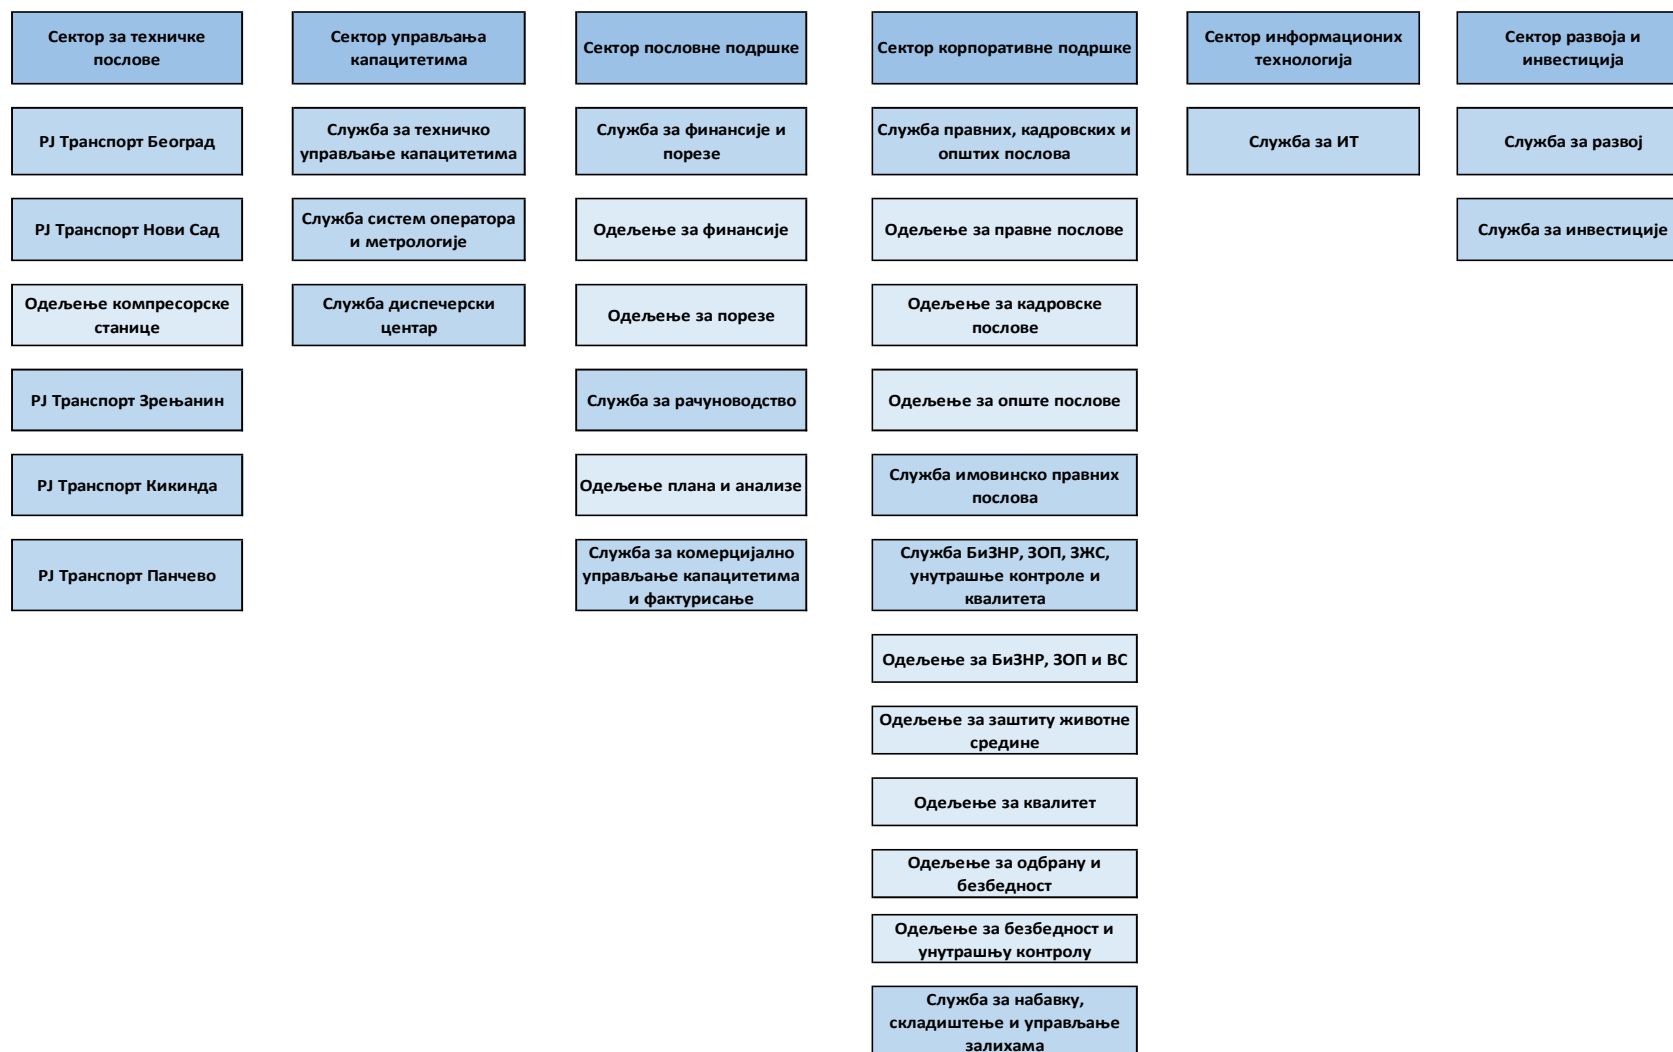 Сектор за техничке
послове
Сектор управљања
капацитетима
Сектор пословне подршке
Сектор корпоративне подршке
Сектор информационих
технологија
Сектор развоја и
инвестиција
РЈ Транспорт Београд
Служба за техничко
управљање капацитетима
Служба за финансије и
порезе
Служба правних, кадровских и
општих послова
Служба за ИТ
Служба за развој
РЈ Транспорт Нови Сад
Служба систем оператора
и метрологије
Одељење за финансије
Одељење за правне послове
Служба за инвестиције
Одељење компресорске
станице
Служба диспечерски
центар
Одељење за порезе
Одељење за кадровске
послове
РЈ Транспорт Зрењанин
Служба за рачуноводство
Одељење за опште послове
РЈ Транспорт Кикинда
Одељење плана и анализе
Служба имовинско правних
послова
РЈ Транспорт Панчево
Служба за комерцијално
управљање капацитетима
и фактурисање
Служба БиЗНР, ЗОП, ЗЖС,
унутрашње контроле и
квалитета
Одељење за БиЗНР, ЗОП и ВС
Одељење за заштиту животне
средине
Одељење за квалитет
Одељење за одбрану и
безбедност
Одељење за безбедност и
унутрашњу контролу
Служба за набавку,
складиштење и управљање
залихама